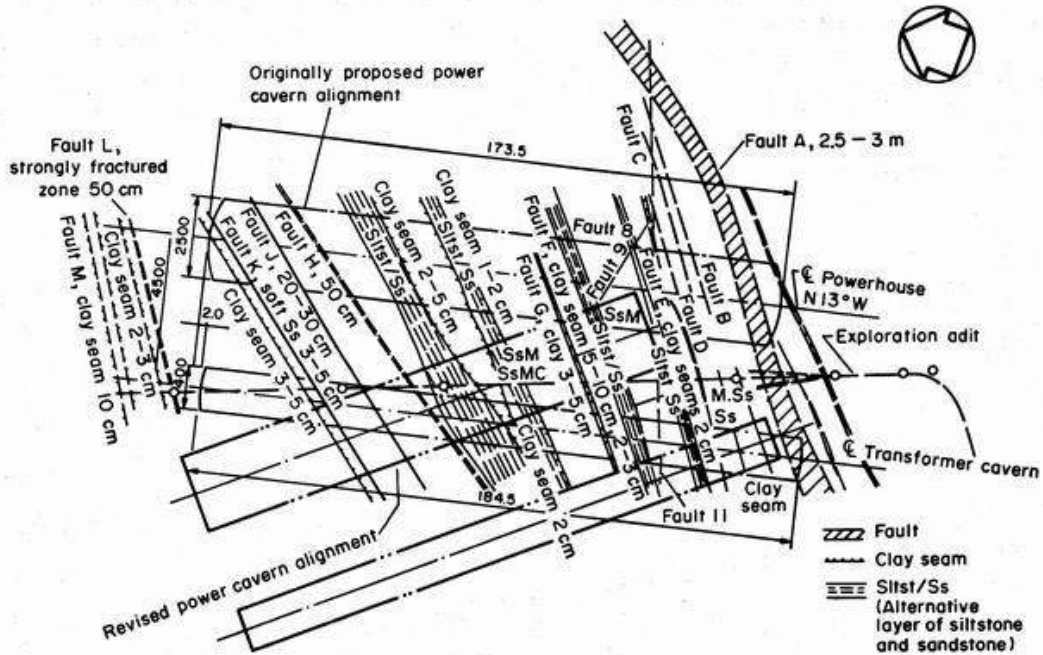 Originally proposed power
cavern alignment
Fault L,
strongly fractured
zone 50 cm
173.5
Fault A, 2.5 – 3 m
Fault C
Fault M, clay seam 10 cm
Clay seam 2–3 cm
4500
2500
2.0
2400
Fault K, soft Ss 3–5 cm
Fault J, 20–30 cm
Fault H, 50 cm
Clay seam 3–5 cm
Sltst/Ss
Clay seam 2–5 cm
Sltst/Ss
Clay seam 1–2 cm
Fault G, clay 3–5 cm
Fault F, clay seam 5–10 cm
Sltst/Ss, 2–3 cm
Fault 8
Fault 9
Fault E, clay seams 2 cm
Sltst Ss
Fault D
Fault B
SsM
SsM
SsMC
M.Ss
Ss
℄ Powerhouse
N 13° W
Exploration adit
℄ Transformer cavern
Clay
seam
Clay seam 2 cm
184.5
Fault 11
Revised power cavern alignment
Fault
Clay seam
Sltst/Ss
(Alternative
layer of siltstone
and sandstone)